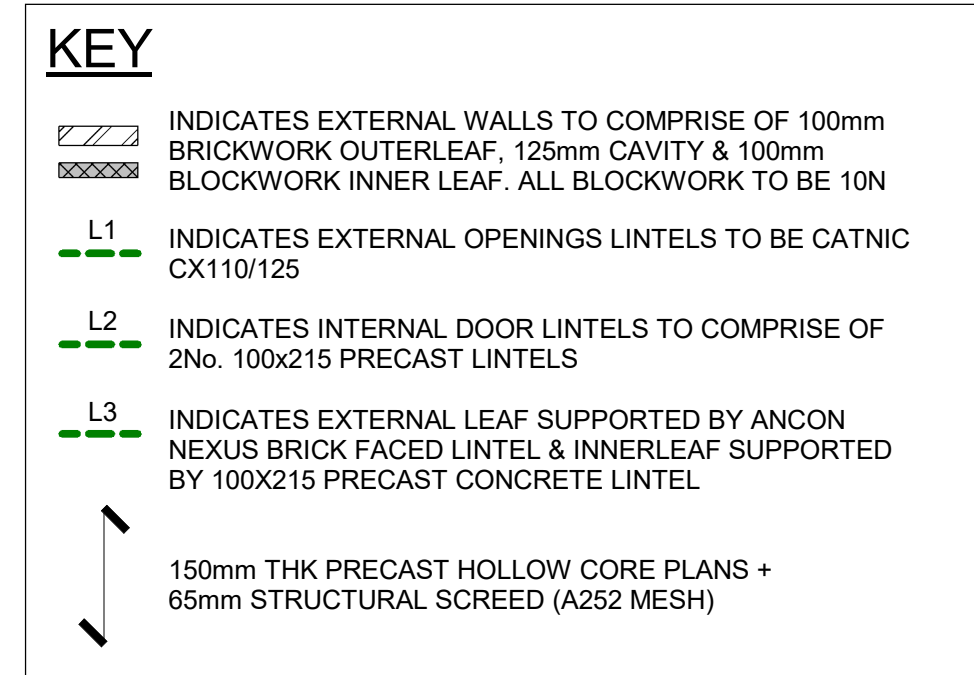 KEY
INDICATES EXTERNAL WALLS TO COMPRISE OF 100mm
BRICKWORK OUTERLEAF, 125mm CAVITY & 100mm
BLOCKWORK INNER LEAF. ALL BLOCKWORK TO BE 10N
L1
INDICATES EXTERNAL OPENINGS LINTELS TO BE CATNIC
CX110/125
L2
INDICATES INTERNAL DOOR LINTELS TO COMPRISE OF
2No. 100x215 PRECAST LINTELS
L3
INDICATES EXTERNAL LEAF SUPPORTED BY ANCON
NEXUS BRICK FACED LINTEL & INNERLEAF SUPPORTED
BY 100X215 PRECAST CONCRETE LINTEL
150mm THK PRECAST HOLLOW CORE PLANS +
65mm STRUCTURAL SCREED (A252 MESH)